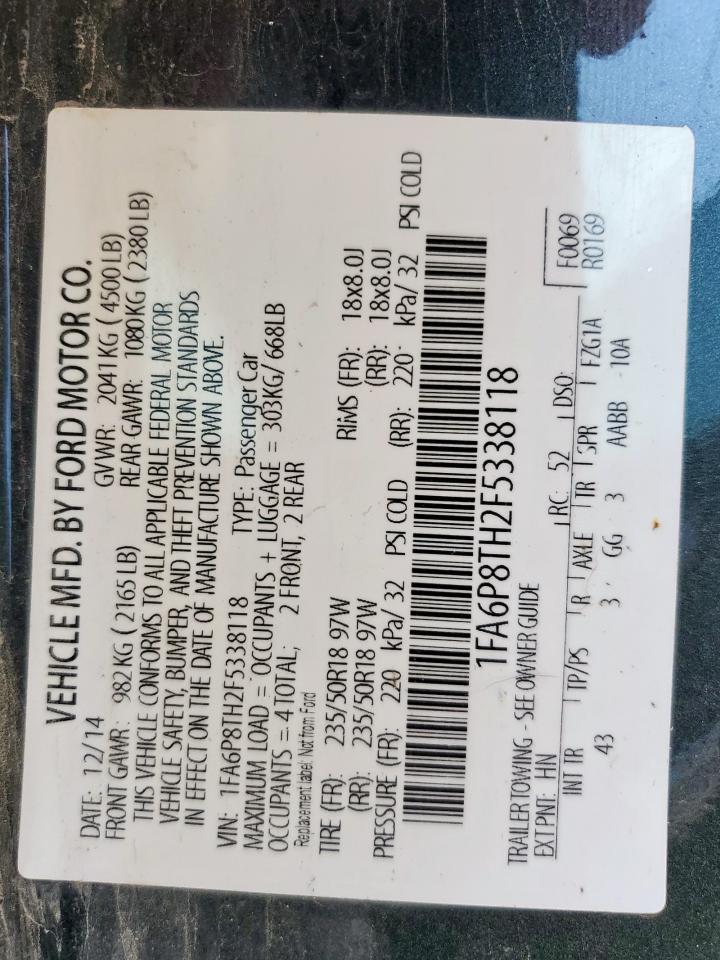 VEHICLE MFD. BY FORD MOTOR CO.
DATE: 12/14 GVWR: 2041KG ( 4500 LB)
FRONT GAWR: 982 KG ( 2165 LB) REAR GAWR: 1080KG ( 2380 LB)
THIS VEHICLE CONFORMS TO ALL APPLICABLE FEDERAL MOTOR
VEHICLE SAFETY, BUMPER, AND THEFT PREVENTION STANDARDS
IN EFFECT ON THE DATE OF MANUFACTURE SHOWN ABOVE.
VIN: 1FA6P8TH2F5338118 TYPE: Passenger Car
MAXIMUM LOAD = OCCUPANTS + LUGGAGE = 303KG/ 668LB
OCCUPANTS = 4 TOTAL; 2 FRONT, 2 REAR
Replacement label: Not from Ford
TIRE (FR): 235/50R18 97W RIMS (FR): 18x8.0J
(RR): 235/50R18 97W (RR): 18x8.0J
PRESSURE (FR): 220 kPa/ 32 PSI COLD (RR): 220 kPa/ 32 PSI COLD
1FA6P8TH2F5338118
TRAILER TOWING - SEE OWNER GUIDE
EXT PNT: HN RC: 52 DSO: F0069
INT TR TP/PS R AXLE TR SPR FZG1A R0169
43 3 GG 3 AABB 10A